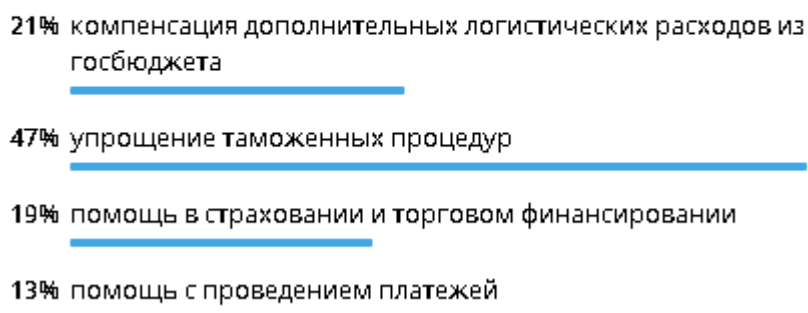 21% компенсация дополнительных логистических расходов из
госбюджета
47% упрощение таможенных процедур
19% помощь в страховании и торговом финансировании
13% помощь с проведением платежей